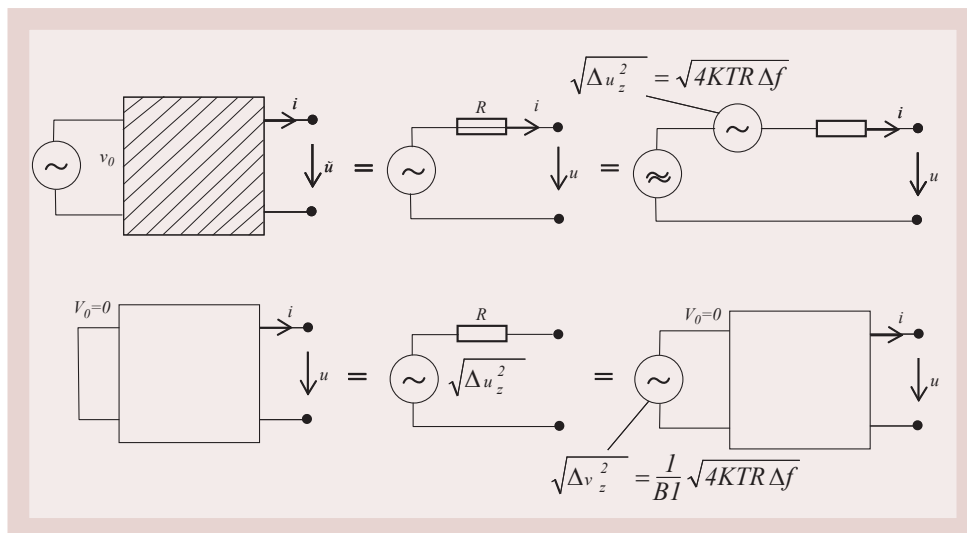 √Δu_z² = √4KTRΔf
i
v₀
ŭ
=
R
i
u
=
i
u
V₀=0
i
u
=
R
√Δu_z²
=
V₀=0
i
u
√Δv_z² = 1/B1 √4KTRΔf